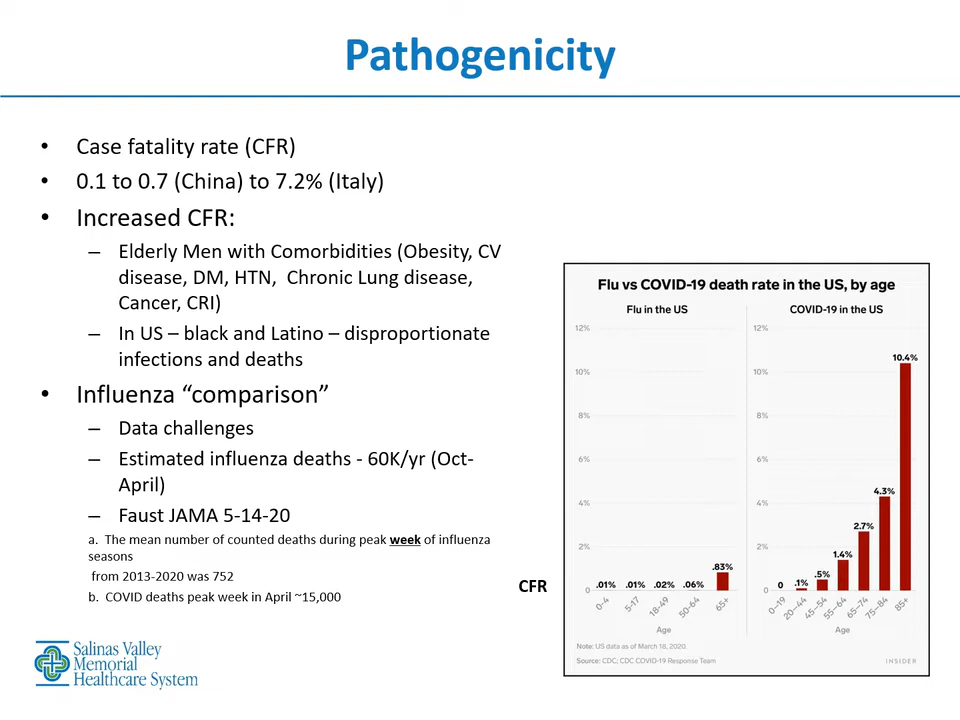 Pathogenicity
• Case fatality rate (CFR)
• 0.1 to 0.7 (China) to 7.2% (Italy)
• Increased CFR:
– Elderly Men with Comorbidities (Obesity, CV
disease, DM, HTN, Chronic Lung disease,
Cancer, CRI)
– In US – black and Latino – disproportionate
infections and deaths
• Influenza “comparison”
– Data challenges
– Estimated influenza deaths - 60K/yr (Oct-
April)
– Faust JAMA 5-14-20
a. The mean number of counted deaths during peak week of influenza
seasons
from 2013-2020 was 752
b. COVID deaths peak week in April ~15,000
CFR
Flu vs COVID-19 death rate in the US, by age
Flu in the US
12%
10%
8%
6%
4%
2%
0
.01% .01% .02% .06% .83%
0-4 5-17 18-49 50-64 65+
Age
COVID-19 in the US
12%
10%
8%
6%
4%
2%
0
0 .1% .5% 1.4% 2.7% 4.3% 10.4%
0–19 20–44 45–54 55–64 65–74 75–84 85+
Age
Note: US data as of March 18, 2020.
Source: CDC; CDC COVID-19 Response Team
INSIDER
Salinas Valley
Memorial
Healthcare System